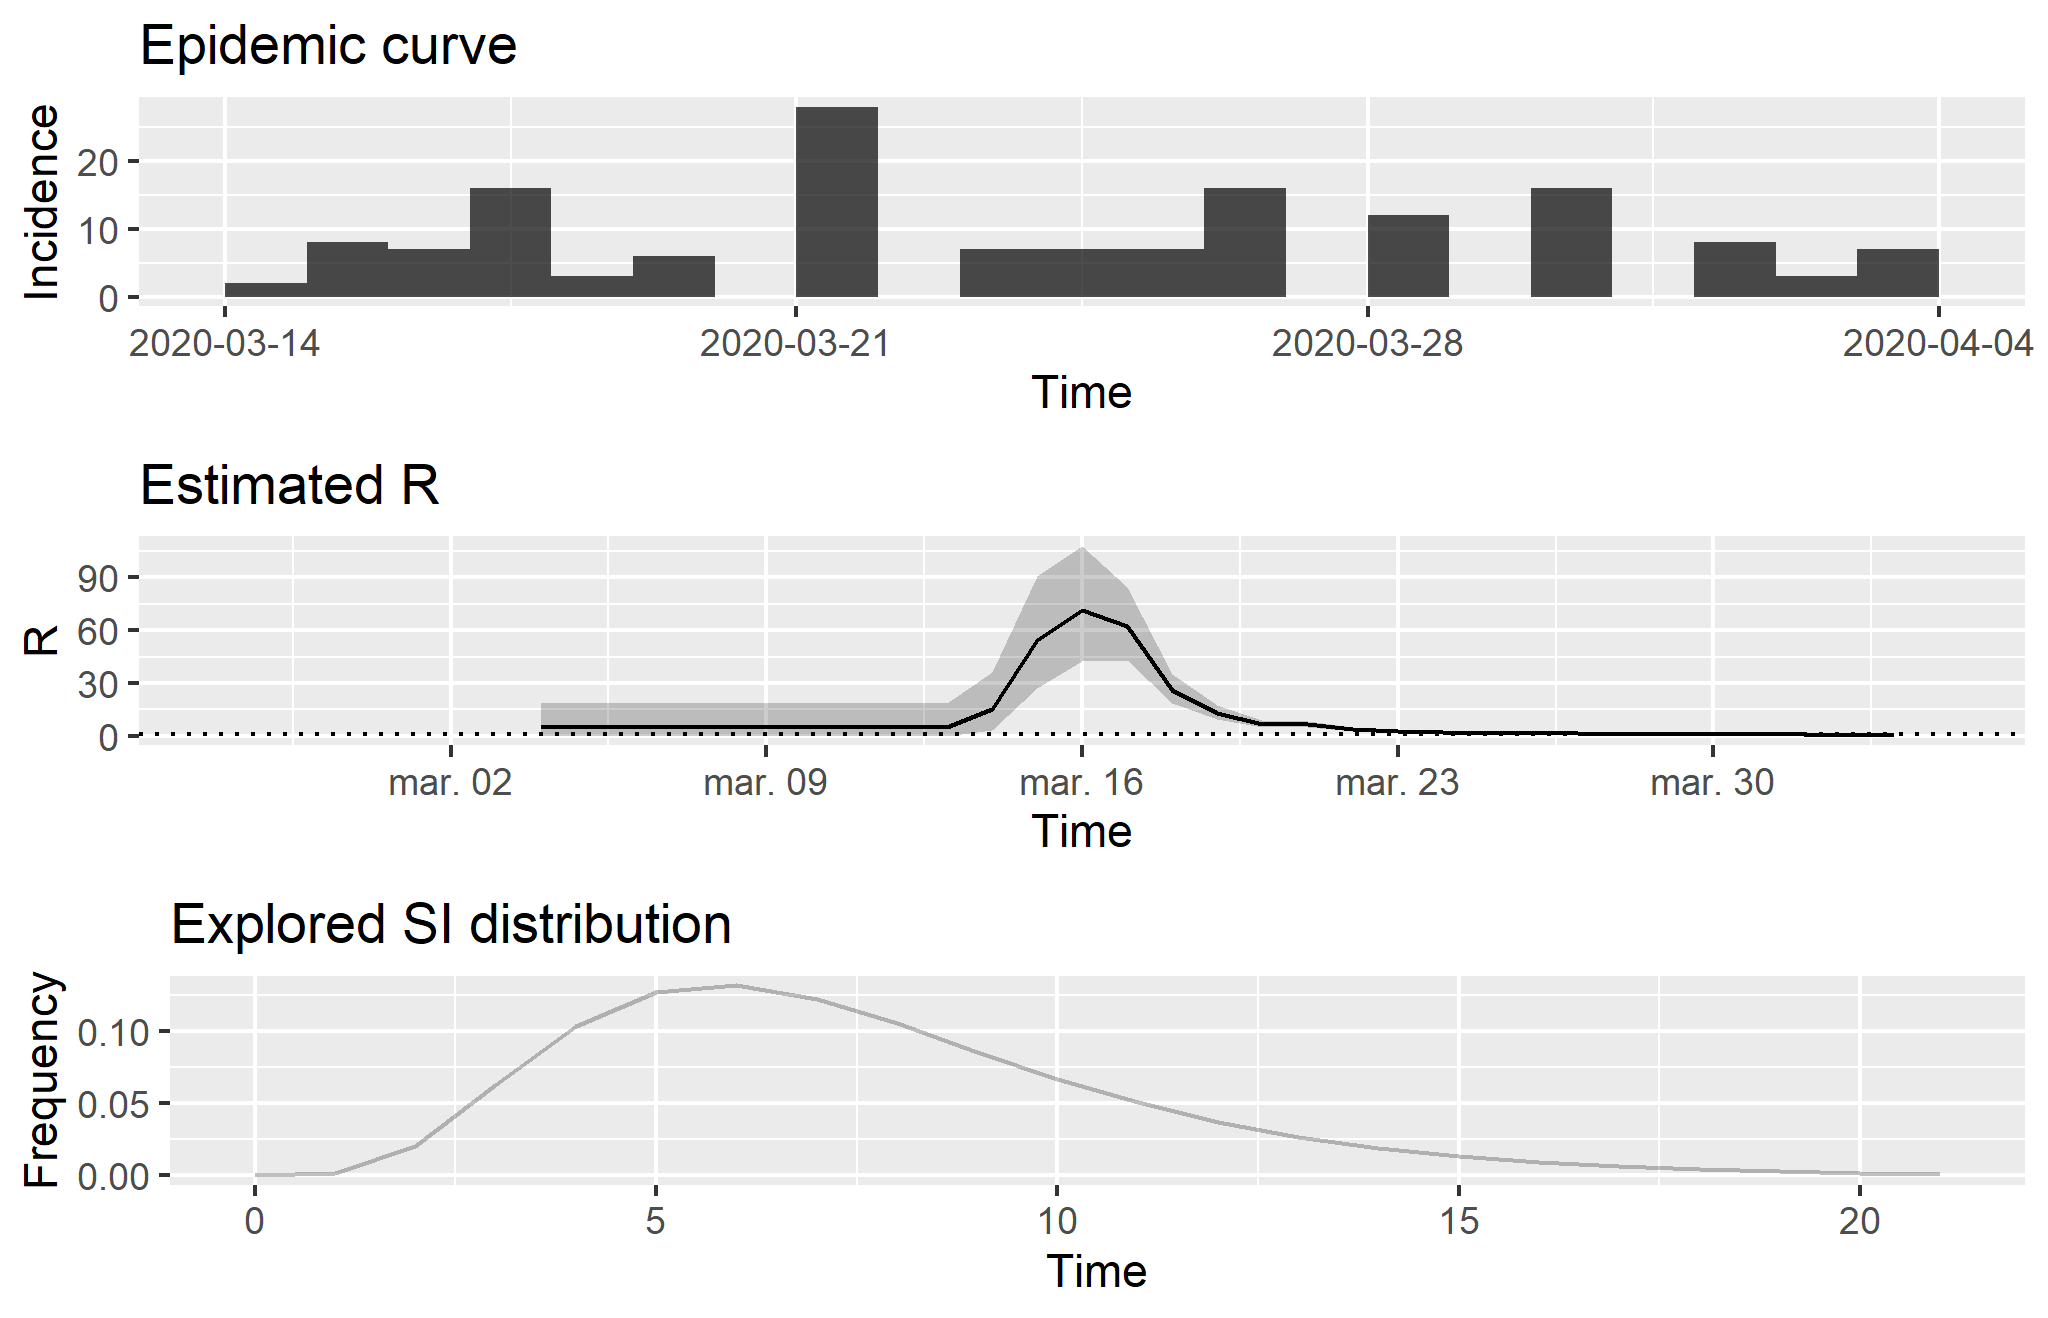 Epidemic curve
Incidence
20
10
0
2020-03-14 2020-03-21 2020-03-28 2020-04-04
Time
Estimated R
R
90
60
30
0
mar. 02 mar. 09 mar. 16 mar. 23 mar. 30
Time
Explored SI distribution
Frequency
0.10
0.05
0.00
0 5 10 15 20
Time